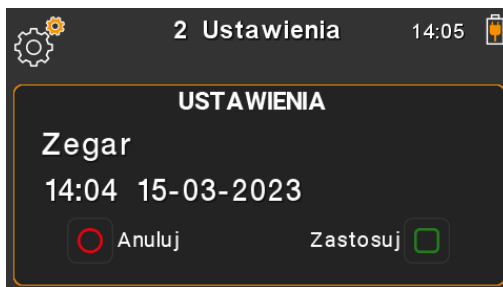 2 Ustawienia 14:05
USTAWIENIA
Zegar
14:04 15-03-2023
Anuluj Zastosuj